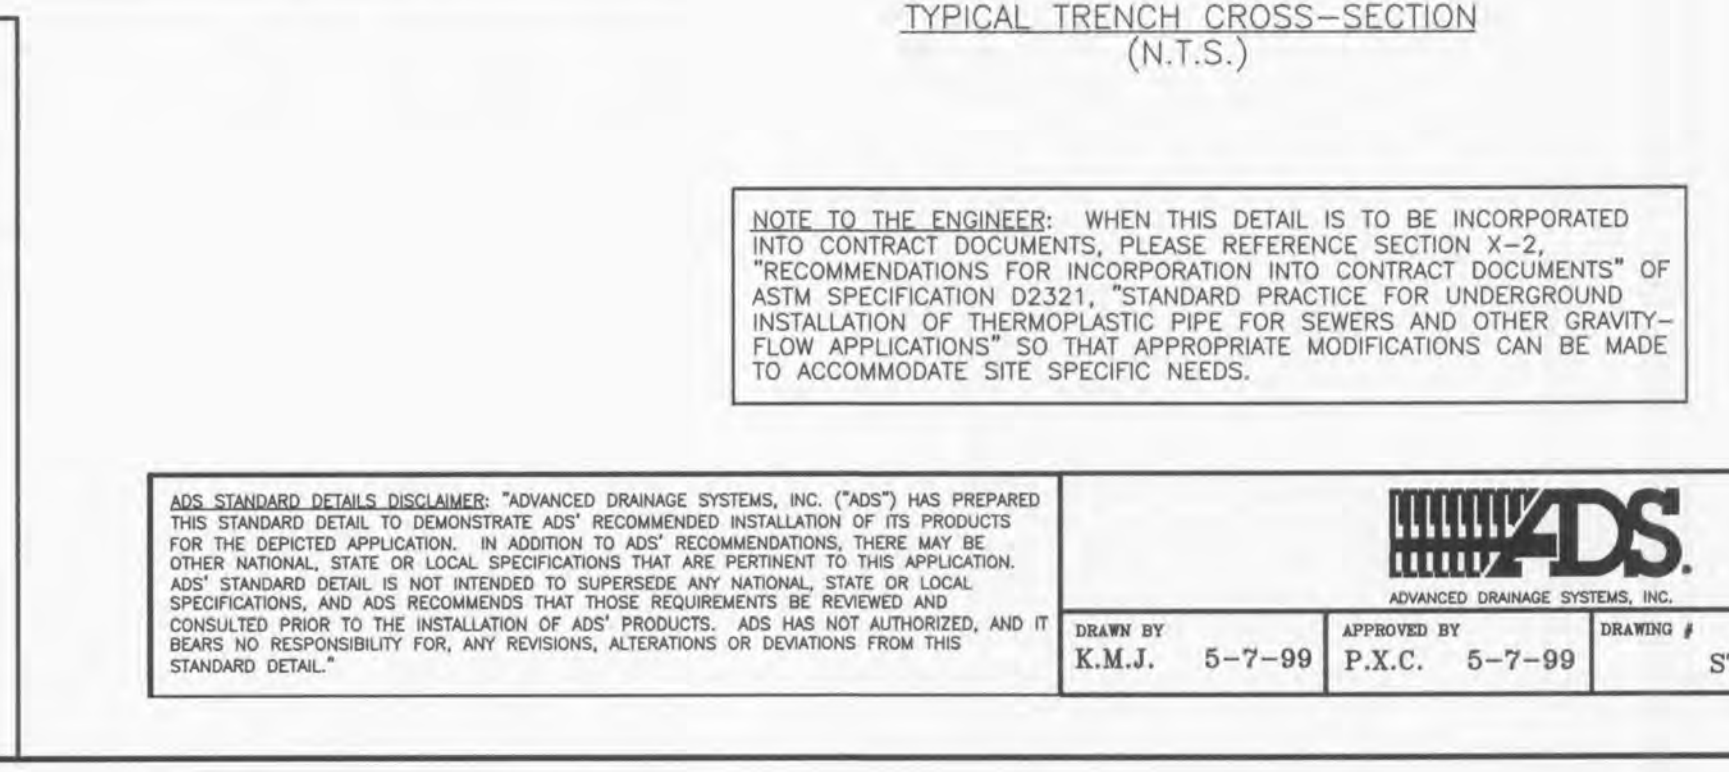 TYPICAL TRENCH CROSS-SECTION
(N.T.S.)
NOTE TO THE ENGINEER: WHEN THIS DETAIL IS TO BE INCORPORATED
INTO CONTRACT DOCUMENTS, PLEASE REFERENCE SECTION X-2,
"RECOMMENDATIONS FOR INCORPORATION INTO CONTRACT DOCUMENTS" OF
ASTM SPECIFICATION D2321, "STANDARD PRACTICE FOR UNDERGROUND
INSTALLATION OF THERMOPLASTIC PIPE FOR SEWERS AND OTHER GRAVITY-
FLOW APPLICATIONS" SO THAT APPROPRIATE MODIFICATIONS CAN BE MADE
TO ACCOMMODATE SITE SPECIFIC NEEDS.
ADS STANDARD DETAILS DISCLAIMER: "ADVANCED DRAINAGE SYSTEMS, INC. ("ADS") HAS PREPARED
THIS STANDARD DETAIL TO DEMONSTRATE ADS' RECOMMENDED INSTALLATION OF ITS PRODUCTS
FOR THE DEPICTED APPLICATION. IN ADDITION TO ADS' RECOMMENDATIONS, THERE MAY BE
OTHER NATIONAL, STATE OR LOCAL SPECIFICATIONS THAT ARE PERTINENT TO THIS APPLICATION.
ADS' STANDARD DETAIL IS NOT INTENDED TO SUPERSEDE ANY NATIONAL, STATE OR LOCAL
SPECIFICATIONS, AND ADS RECOMMENDS THAT THOSE REQUIREMENTS BE REVIEWED AND
CONSULTED PRIOR TO THE INSTALLATION OF ADS' PRODUCTS. ADS HAS NOT AUTHORIZED, AND IT
BEARS NO RESPONSIBILITY FOR, ANY REVISIONS, ALTERATIONS OR DEVIATIONS FROM THIS
STANDARD DETAIL."
ADS.
ADVANCED DRAINAGE SYSTEMS, INC.
DRAWN BY
K.M.J. 5-7-99
APPROVED BY
P.X.C. 5-7-99
DRAWING #